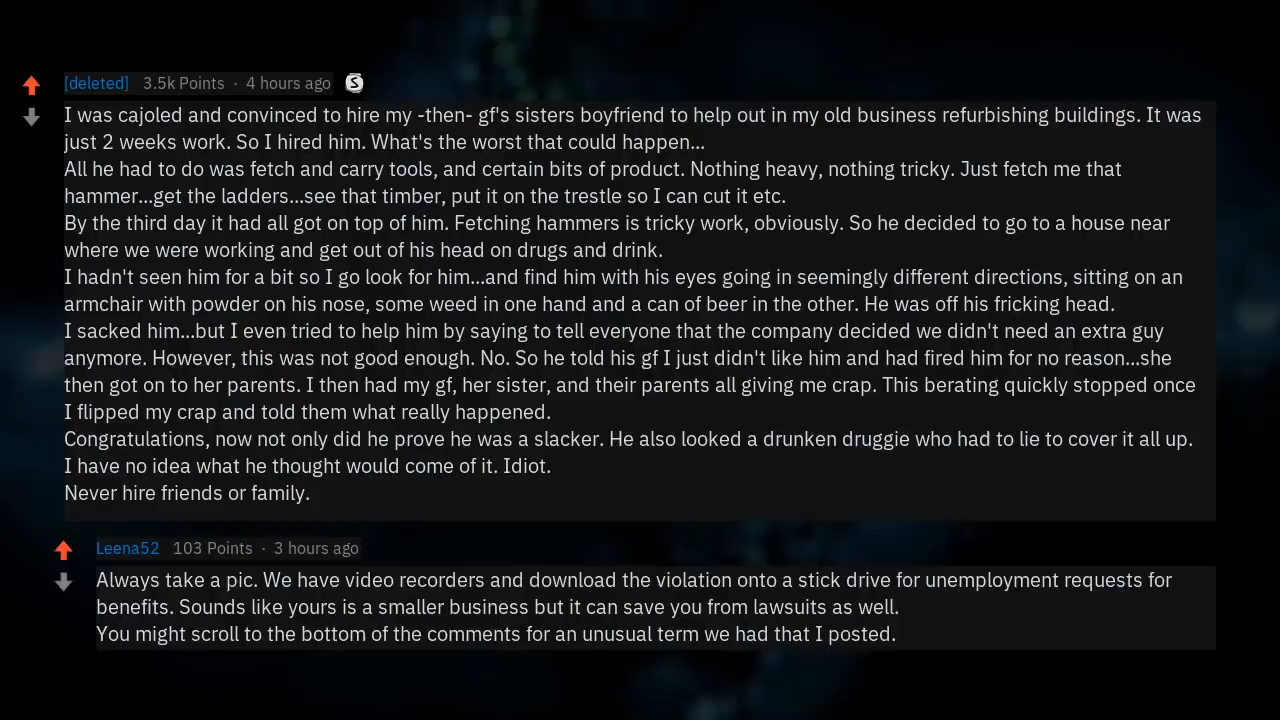 [deleted] 3.5k Points · 4 hours ago S
I was cajoled and convinced to hire my -then- gf's sisters boyfriend to help out in my old business refurbishing buildings. It was
just 2 weeks work. So I hired him. What's the worst that could happen...
All he had to do was fetch and carry tools, and certain bits of product. Nothing heavy, nothing tricky. Just fetch me that
hammer...get the ladders...see that timber, put it on the trestle so I can cut it etc.
By the third day it had all got on top of him. Fetching hammers is tricky work, obviously. So he decided to go to a house near
where we were working and get out of his head on drugs and drink.
I hadn't seen him for a bit so I go look for him...and find him with his eyes going in seemingly different directions, sitting on an
armchair with powder on his nose, some weed in one hand and a can of beer in the other. He was off his fricking head.
I sacked him...but I even tried to help him by saying to tell everyone that the company decided we didn't need an extra guy
anymore. However, this was not good enough. No. So he told his gf I just didn't like him and had fired him for no reason...she
then got on to her parents. I then had my gf, her sister, and their parents all giving me crap. This berating quickly stopped once
I flipped my crap and told them what really happened.
Congratulations, now not only did he prove he was a slacker. He also looked a drunken druggie who had to lie to cover it all up.
I have no idea what he thought would come of it. Idiot.
Never hire friends or family.
Leena52 103 Points · 3 hours ago
Always take a pic. We have video recorders and download the violation onto a stick drive for unemployment requests for
benefits. Sounds like yours is a smaller business but it can save you from lawsuits as well.
You might scroll to the bottom of the comments for an unusual term we had that I posted.